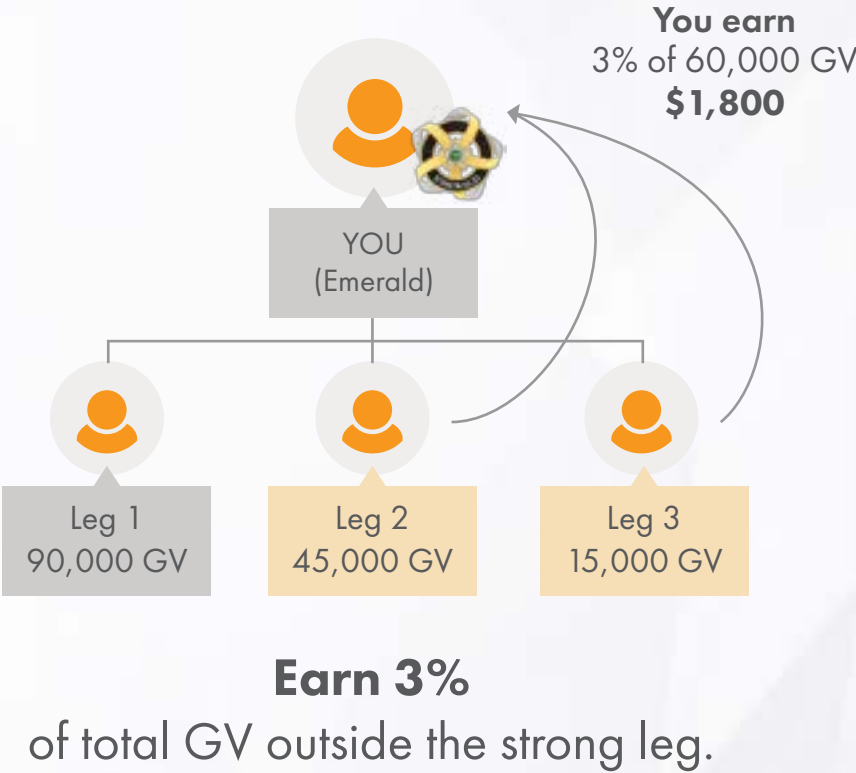 You earn
3% of 60,000 GV
$1,800
YOU
(Emerald)
Leg 1
90,000 GV
Leg 2
45,000 GV
Leg 3
15,000 GV
Earn 3%
of total GV outside the strong leg.